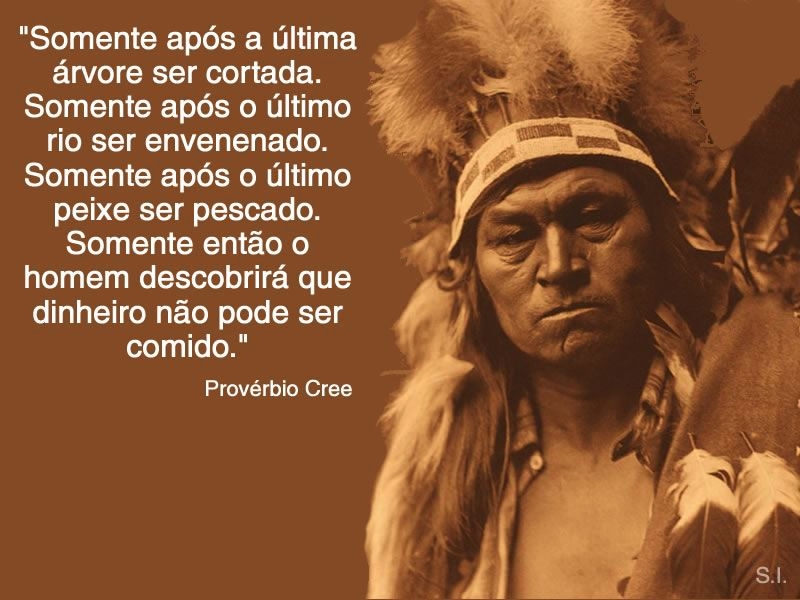 "Somente após a última
árvore ser cortada.
Somente após o último
rio ser envenenado.
Somente após o último
peixe ser pescado.
Somente então o
homem descobrirá que
dinheiro não pode ser
comido."
Provérbio Cree
S.I.